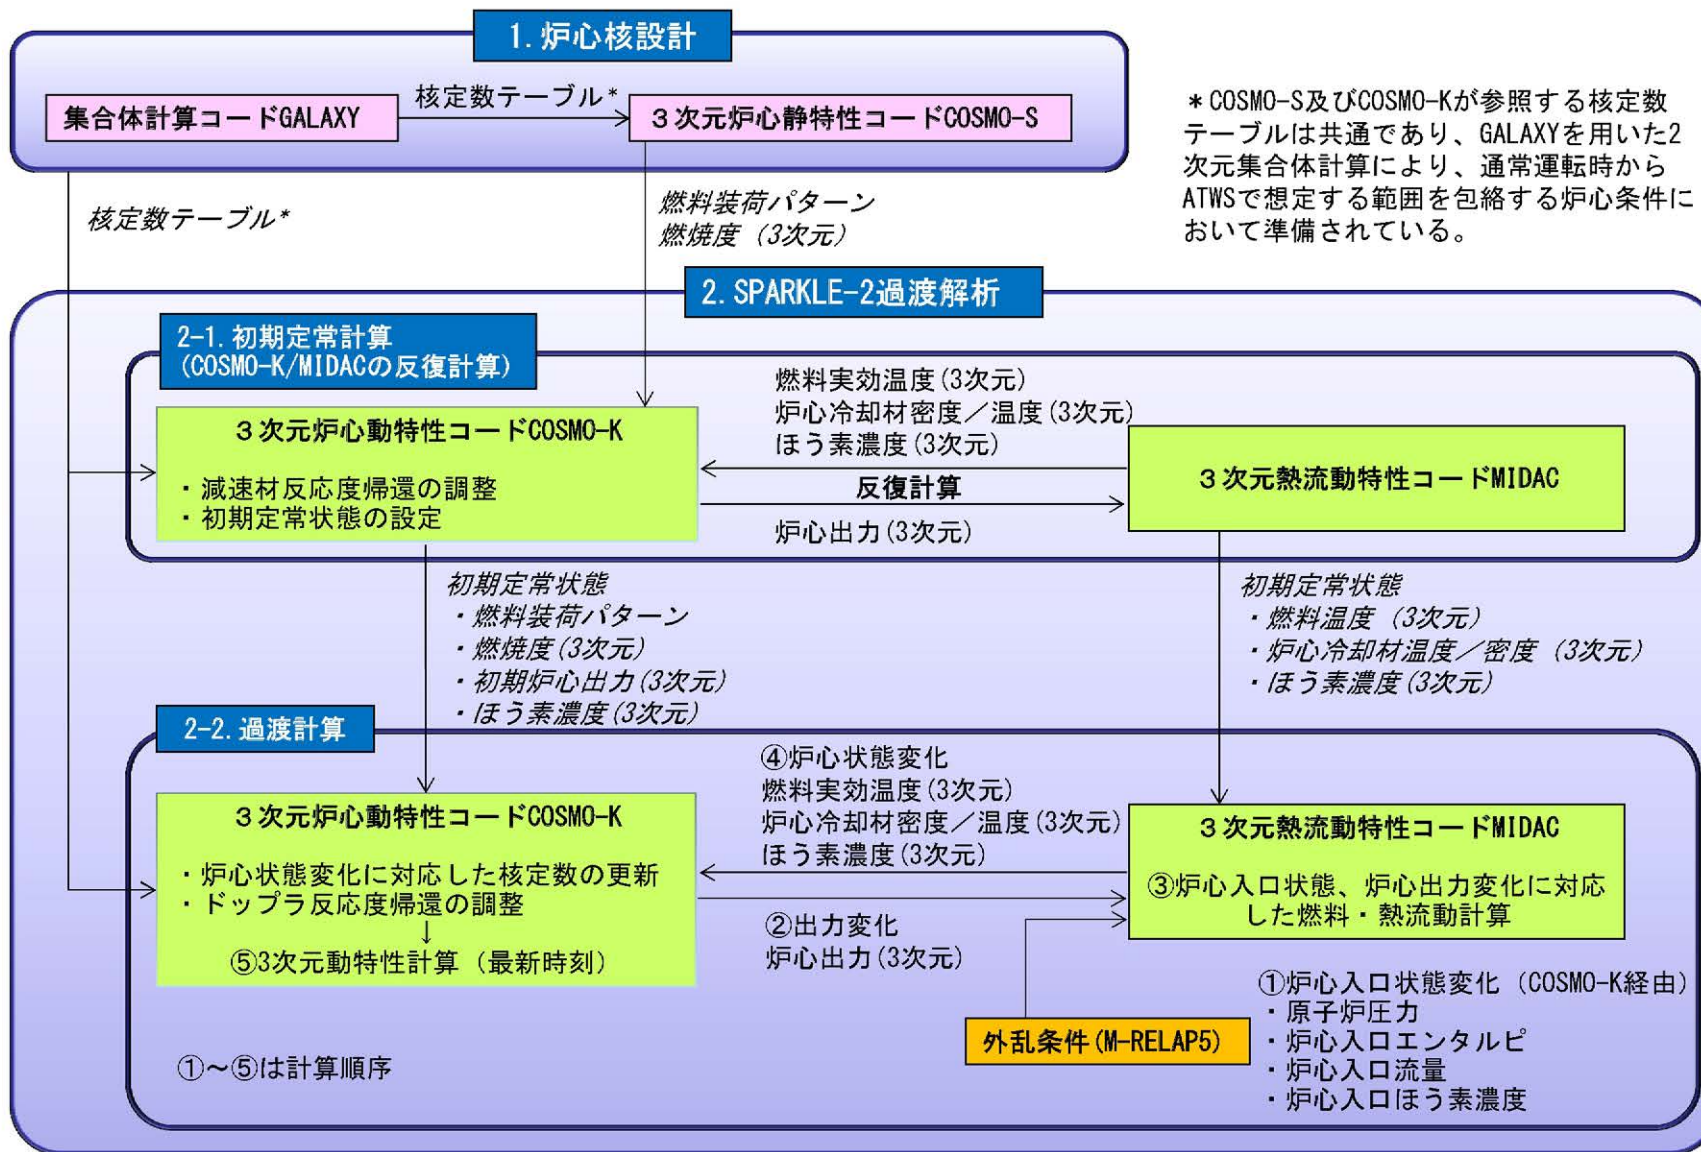 1.炉心核設計
集合体計算コードGALAXY
核定数テーブル*
3次元炉心静特性コードCOSMO-S
*COSMO-S及びCOSMO-Kが参照する核定数
テーブルは共通であり、GALAXYを用いた2
次元集合体計算により、通常運転時から
ATWSで想定する範囲を包絡する炉心条件に
おいて準備されている。
核定数テーブル*
燃料装荷パターン
燃焼度（3次元）
2.SPARKLE-2過渡解析
2-1.初期定常計算
(COSMO-K/MIDACの反復計算)
3次元炉心動特性コードCOSMO-K
・減速材反応度帰還の調整
・初期定常状態の設定
燃料実効温度(3次元)
炉心冷却材密度／温度(3次元)
ほう素濃度(3次元)
反復計算
炉心出力(3次元)
3次元熱流動特性コードMIDAC
初期定常状態
・燃料装荷パターン
・燃焼度(3次元)
・初期炉心出力(3次元)
・ほう素濃度(3次元)
初期定常状態
・燃料温度（3次元）
・炉心冷却材温度／密度（3次元）
・ほう素濃度(3次元)
2-2.過渡計算
3次元炉心動特性コードCOSMO-K
・炉心状態変化に対応した核定数の更新
・ドップラ反応度帰還の調整
↓
⑤3次元動特性計算（最新時刻）
④炉心状態変化
燃料実効温度(3次元)
炉心冷却材密度／温度(3次元)
ほう素濃度(3次元)
②出力変化
炉心出力(3次元)
3次元熱流動特性コードMIDAC
③炉心入口状態、炉心出力変化に対応
した燃料・熱流動計算
外乱条件(M-RELAP5)
①炉心入口状態変化（COSMO-K経由）
・原子炉圧力
・炉心入口エンタルピ
・炉心入口流量
・炉心入口ほう素濃度
①～⑤は計算順序